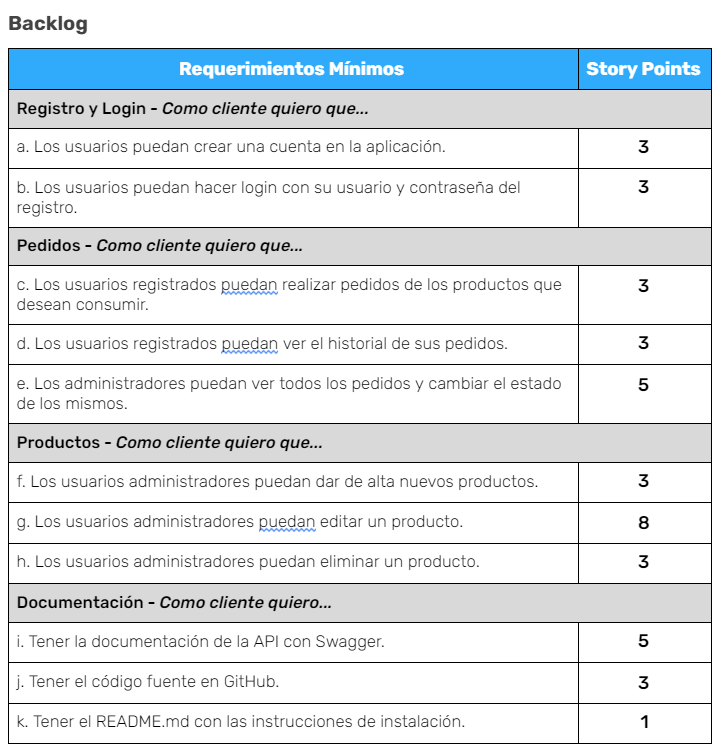 Backlog
Requerimientos Mínimos Story Points
Registro y Login - Como cliente quiero que...
a. Los usuarios puedan crear una cuenta en la aplicación. 3
b. Los usuarios puedan hacer login con su usuario y contraseña del 3
registro.
Pedidos - Como cliente quiero que...
c. Los usuarios registrados puedan realizar pedidos de los productos que 3
desean consumir.
d. Los usuarios registrados puedan ver el historial de sus pedidos. 3
e. Los administradores puedan ver todos los pedidos y cambiar el estado 5
de los mismos.
Productos - Como cliente quiero que...
f. Los usuarios administradores puedan dar de alta nuevos productos. 3
g. Los usuarios administradores puedan editar un producto. 8
h. Los usuarios administradores puedan eliminar un producto. 3
Documentación - Como cliente quiero...
i. Tener la documentación de la API con Swagger. 5
j. Tener el código fuente en GitHub. 3
k. Tener el README.md con las instrucciones de instalación. 1